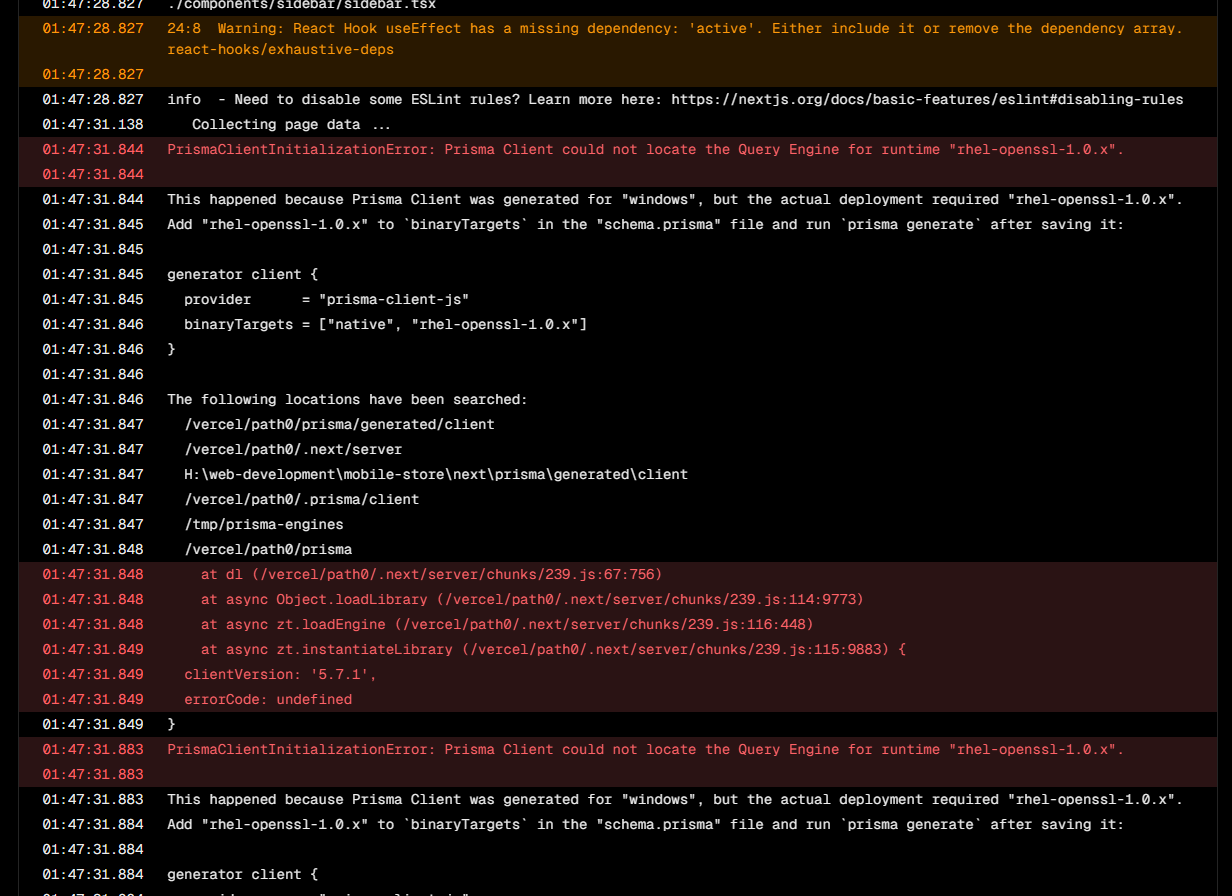 01:47:28.827 ./components/sidebar/sidebar.tsx
01:47:28.827 24:8  Warning: React Hook useEffect has a missing dependency: 'active'. Either include it or remove the dependency array.
react-hooks/exhaustive-deps
01:47:28.827
01:47:28.827 info  - Need to disable some ESLint rules? Learn more here: https://nextjs.org/docs/basic-features/eslint#disabling-rules
01:47:31.138    Collecting page data ...
01:47:31.844 PrismaClientInitializationError: Prisma Client could not locate the Query Engine for runtime "rhel-openssl-1.0.x".
01:47:31.844
01:47:31.844 This happened because Prisma Client was generated for "windows", but the actual deployment required "rhel-openssl-1.0.x".
01:47:31.845 Add "rhel-openssl-1.0.x" to `binaryTargets` in the "schema.prisma" file and run `prisma generate` after saving it:
01:47:31.845
01:47:31.845 generator client {
01:47:31.845   provider      = "prisma-client-js"
01:47:31.846   binaryTargets = ["native", "rhel-openssl-1.0.x"]
01:47:31.846 }
01:47:31.846
01:47:31.846 The following locations have been searched:
01:47:31.847   /vercel/path0/prisma/generated/client
01:47:31.847   /vercel/path0/.next/server
01:47:31.847   H:\web-development\mobile-store\next\prisma\generated\client
01:47:31.847   /vercel/path0/.prisma/client
01:47:31.847   /tmp/prisma-engines
01:47:31.848   /vercel/path0/prisma
01:47:31.848     at dl (/vercel/path0/.next/server/chunks/239.js:67:756)
01:47:31.848     at async Object.loadLibrary (/vercel/path0/.next/server/chunks/239.js:114:9773)
01:47:31.848     at async zt.loadEngine (/vercel/path0/.next/server/chunks/239.js:116:448)
01:47:31.849     at async zt.instantiateLibrary (/vercel/path0/.next/server/chunks/239.js:115:9883) {
01:47:31.849   clientVersion: '5.7.1',
01:47:31.849   errorCode: undefined
01:47:31.849 }
01:47:31.883 PrismaClientInitializationError: Prisma Client could not locate the Query Engine for runtime "rhel-openssl-1.0.x".
01:47:31.883
01:47:31.883 This happened because Prisma Client was generated for "windows", but the actual deployment required "rhel-openssl-1.0.x".
01:47:31.884 Add "rhel-openssl-1.0.x" to `binaryTargets` in the "schema.prisma" file and run `prisma generate` after saving it:
01:47:31.884
01:47:31.884 generator client {